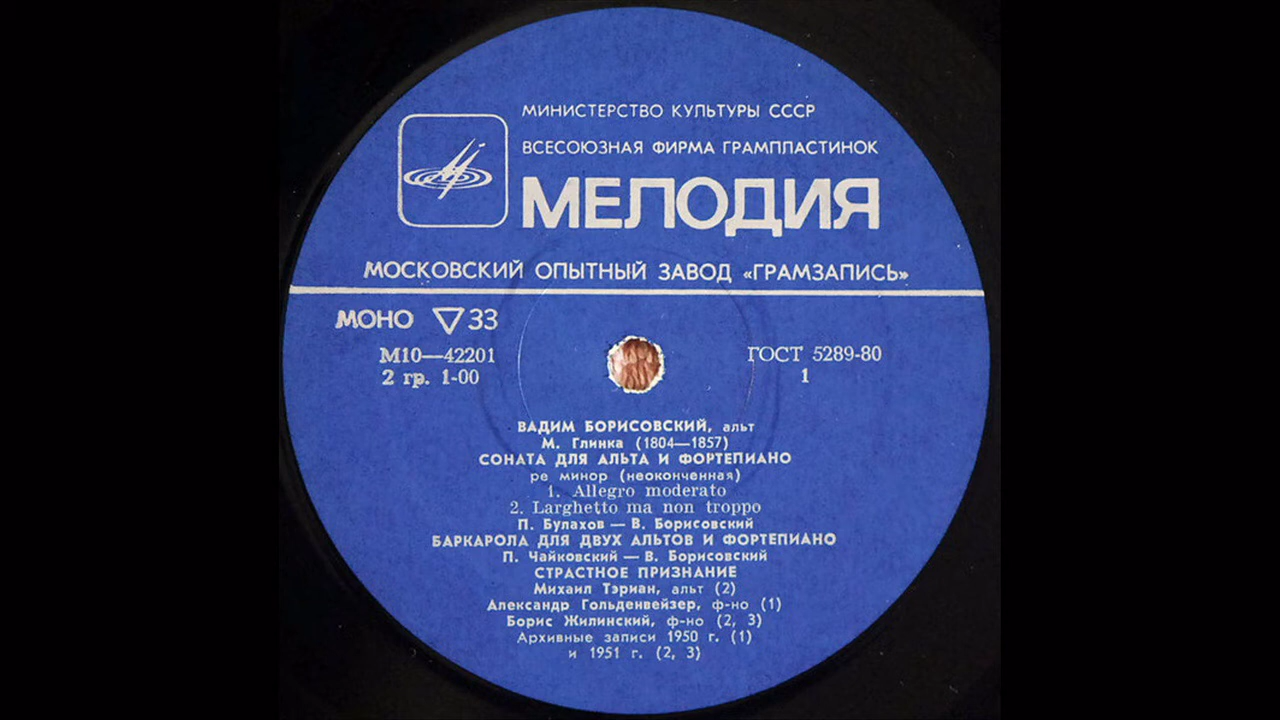 МИНИСТЕРСТВО КУЛЬТУРЫ СССР
ВСЕСОЮЗНАЯ ФИРМА ГРАМПЛАСТИНОК
МЕЛОДИЯ
МОСКОВСКИЙ ОПЫТНЫЙ ЗАВОД «ГРАМЗАПИСЬ»
МОНО 33
М10—42201
2 гр. 1-00
ГОСТ 5289-80
1
ВАДИМ БОРИСОВСКИЙ, альт
М. Глинка (1804—1857)
СОНАТА ДЛЯ АЛЬТА И ФОРТЕПИАНО
ре минор (неоконченная)
1. Allegro moderato
2. Larghetto ma non troppo
П. Булахов — В. Борисовский
БАРКАРОЛА ДЛЯ ДВУХ АЛЬТОВ И ФОРТЕПИАНО
П. Чайковский — В. Борисовский
СТРАСТНОЕ ПРИЗНАНИЕ
Михаил Тэриан, альт (2)
Александр Гольденвейзер, ф-но (1)
Борис Жилинский, ф-но (2, 3)
Архивные записи 1950 г. (1)
и 1951 г. (2, 3)